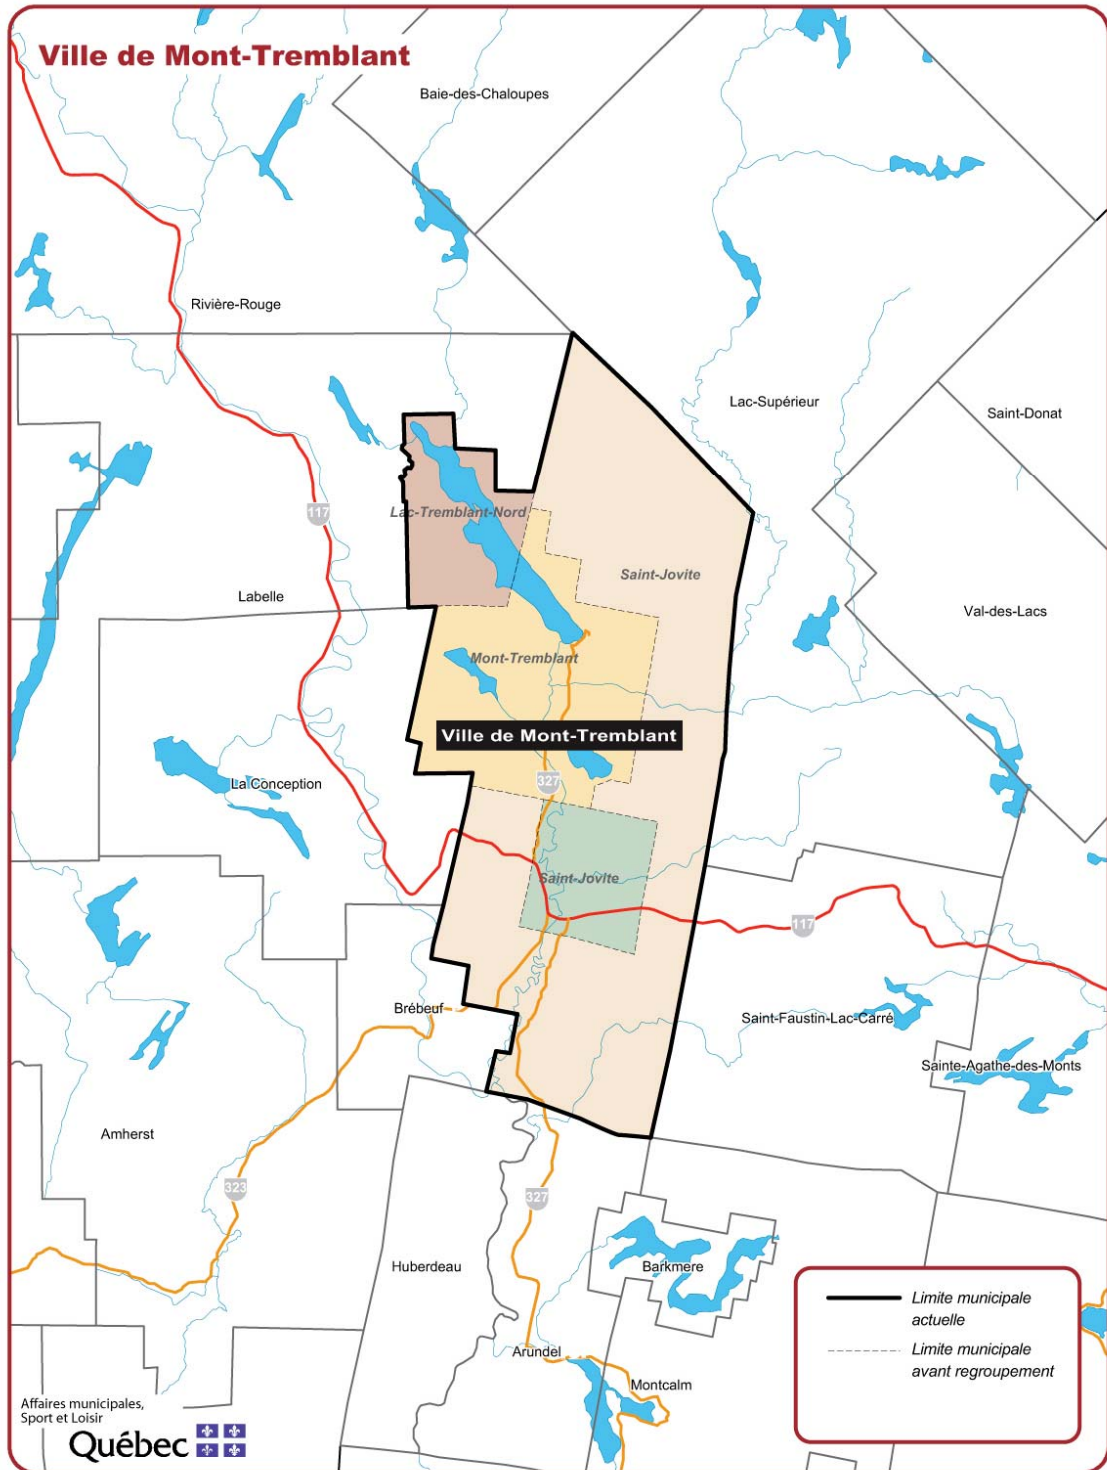 Ville de Mont-Tremblant
Baie-des-Chaloupes
Rivière-Rouge
Lac-Supérieur
Saint-Donat
117
Lac-Tremblant-Nord
Saint-Jovite
Labelle
Val-des-Lacs
Mont-Tremblant
Ville de Mont-Tremblant
La Conception
327
Saint-Jovite
117
Brébeuf
Saint-Faustin-Lac-Carré
Sainte-Agathe-des-Monts
Amherst
323
327
Huberdeau
Barkmere
Arundel
Montcalm
Limite municipale
actuelle
Limite municipale
avant regroupement
Affaires municipales,
Sport et Loisir
Québec